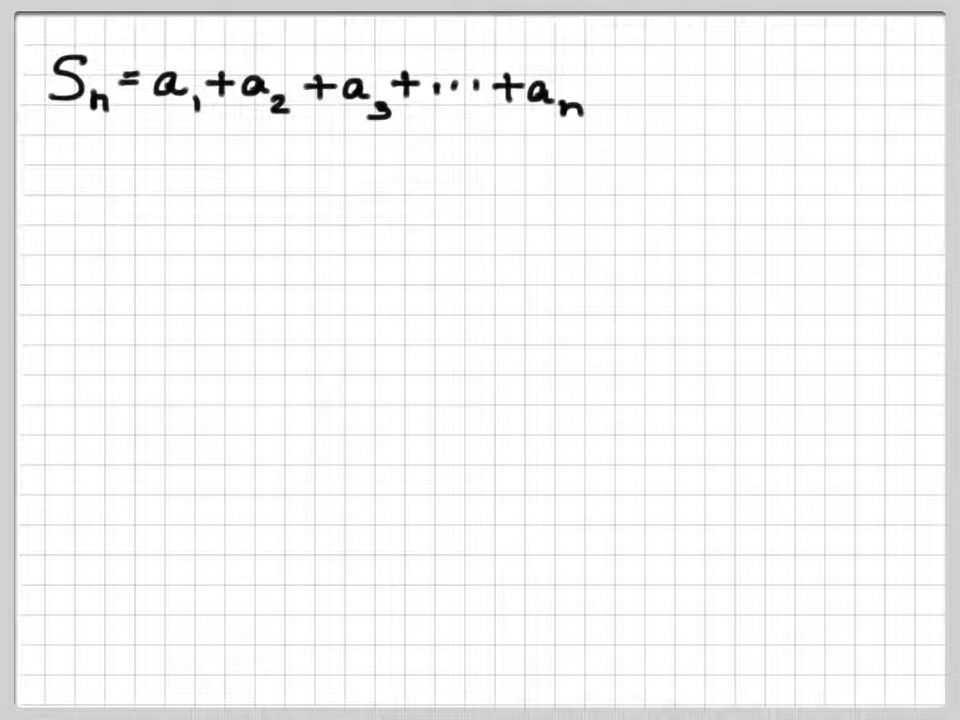 Sₙ = a₁ + a₂ + a₃ + ... + aₙ